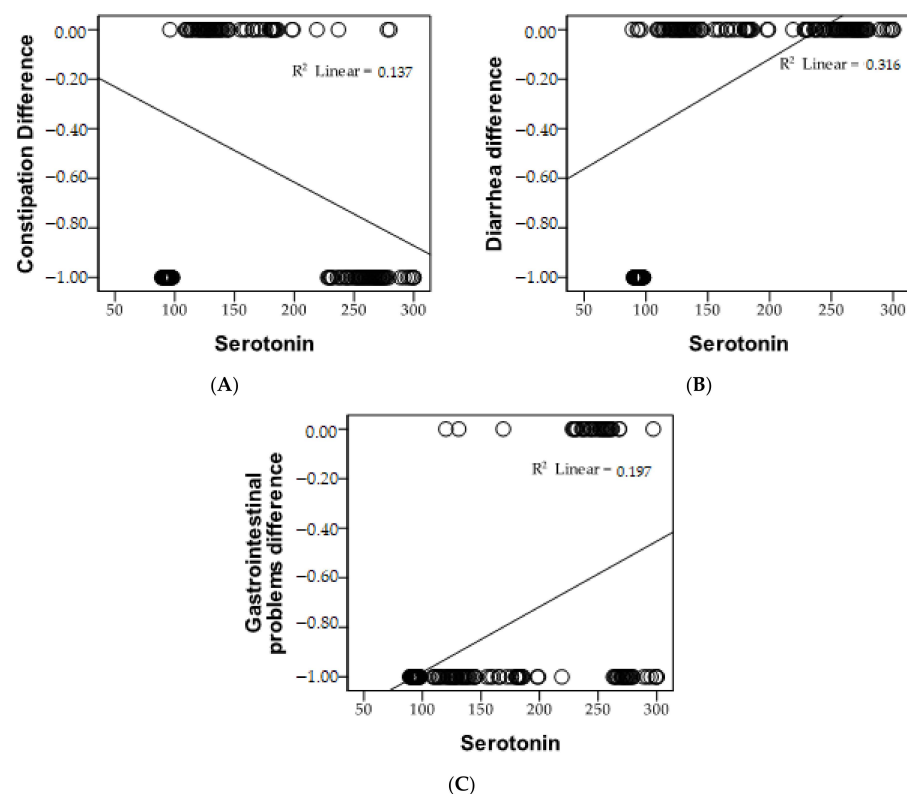 Constipation Difference
0.00
−0.20
−0.40
−0.60
−0.80
−1.00
R² Linear = 0.137
50 100 150 200 250 300
Serotonin
(A)
Diarrhea difference
0.00
−0.20
−0.40
−0.60
−0.80
−1.00
R² Linear = 0.316
50 100 150 200 250 300
Serotonin
(B)
Gastrointestinal
problems difference
0.00
−0.20
−0.40
−0.60
−0.80
−1.00
R² Linear = 0.197
50 100 150 200 250 300
Serotonin
(C)